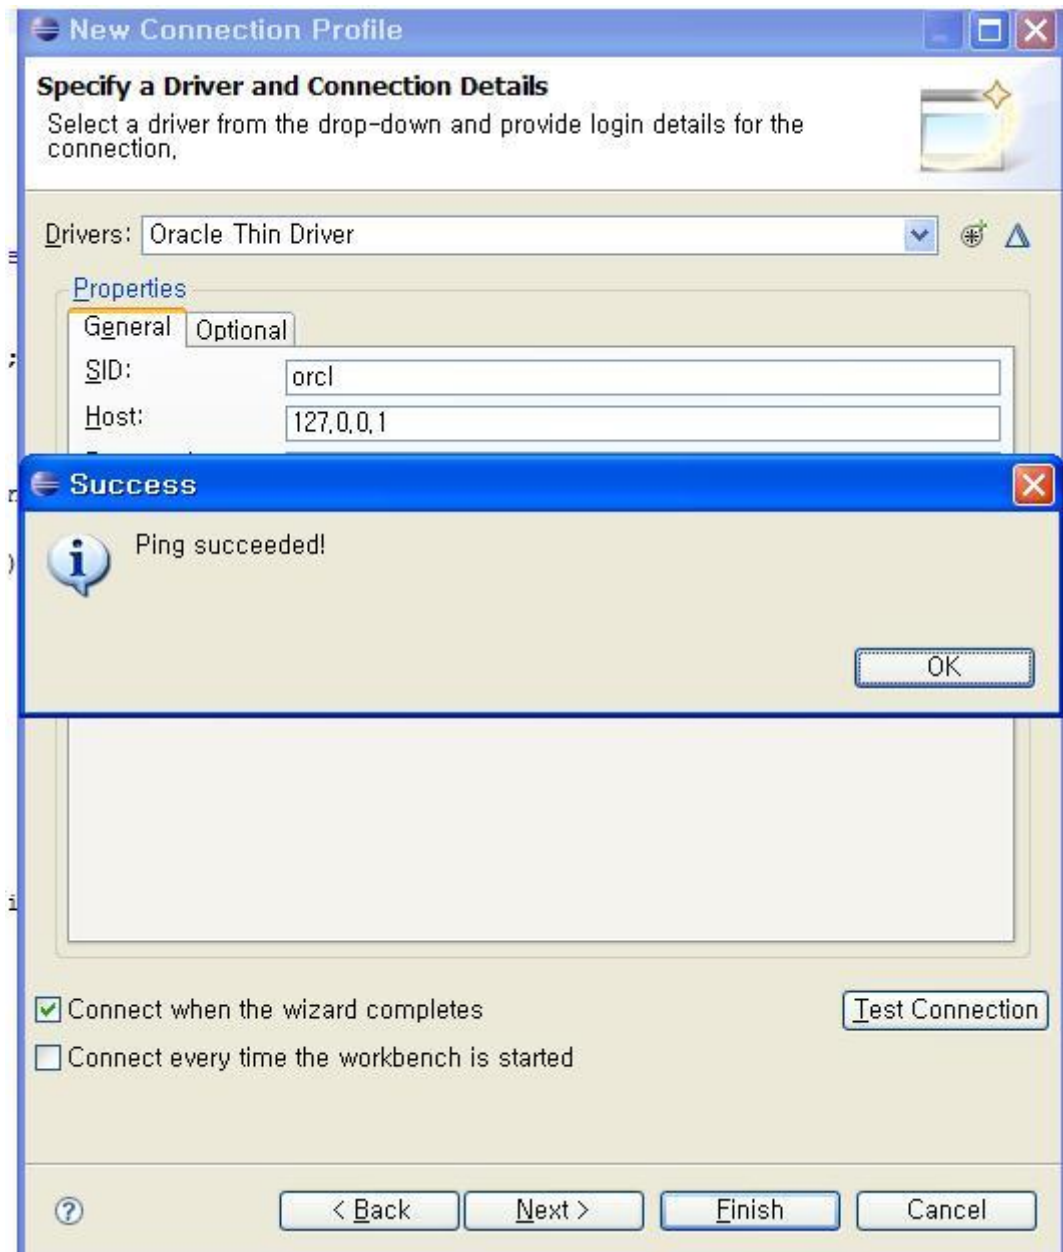 New Connection Profile
Specify a Driver and Connection Details
Select a driver from the drop-down and provide login details for the
connection.
Drivers: Oracle Thin Driver
Properties
General Optional
SID: orcl
Host: 127.0.0.1
Success
Ping succeeded!
OK
Connect when the wizard completes Test Connection
Connect every time the workbench is started
< Back Next > Finish Cancel